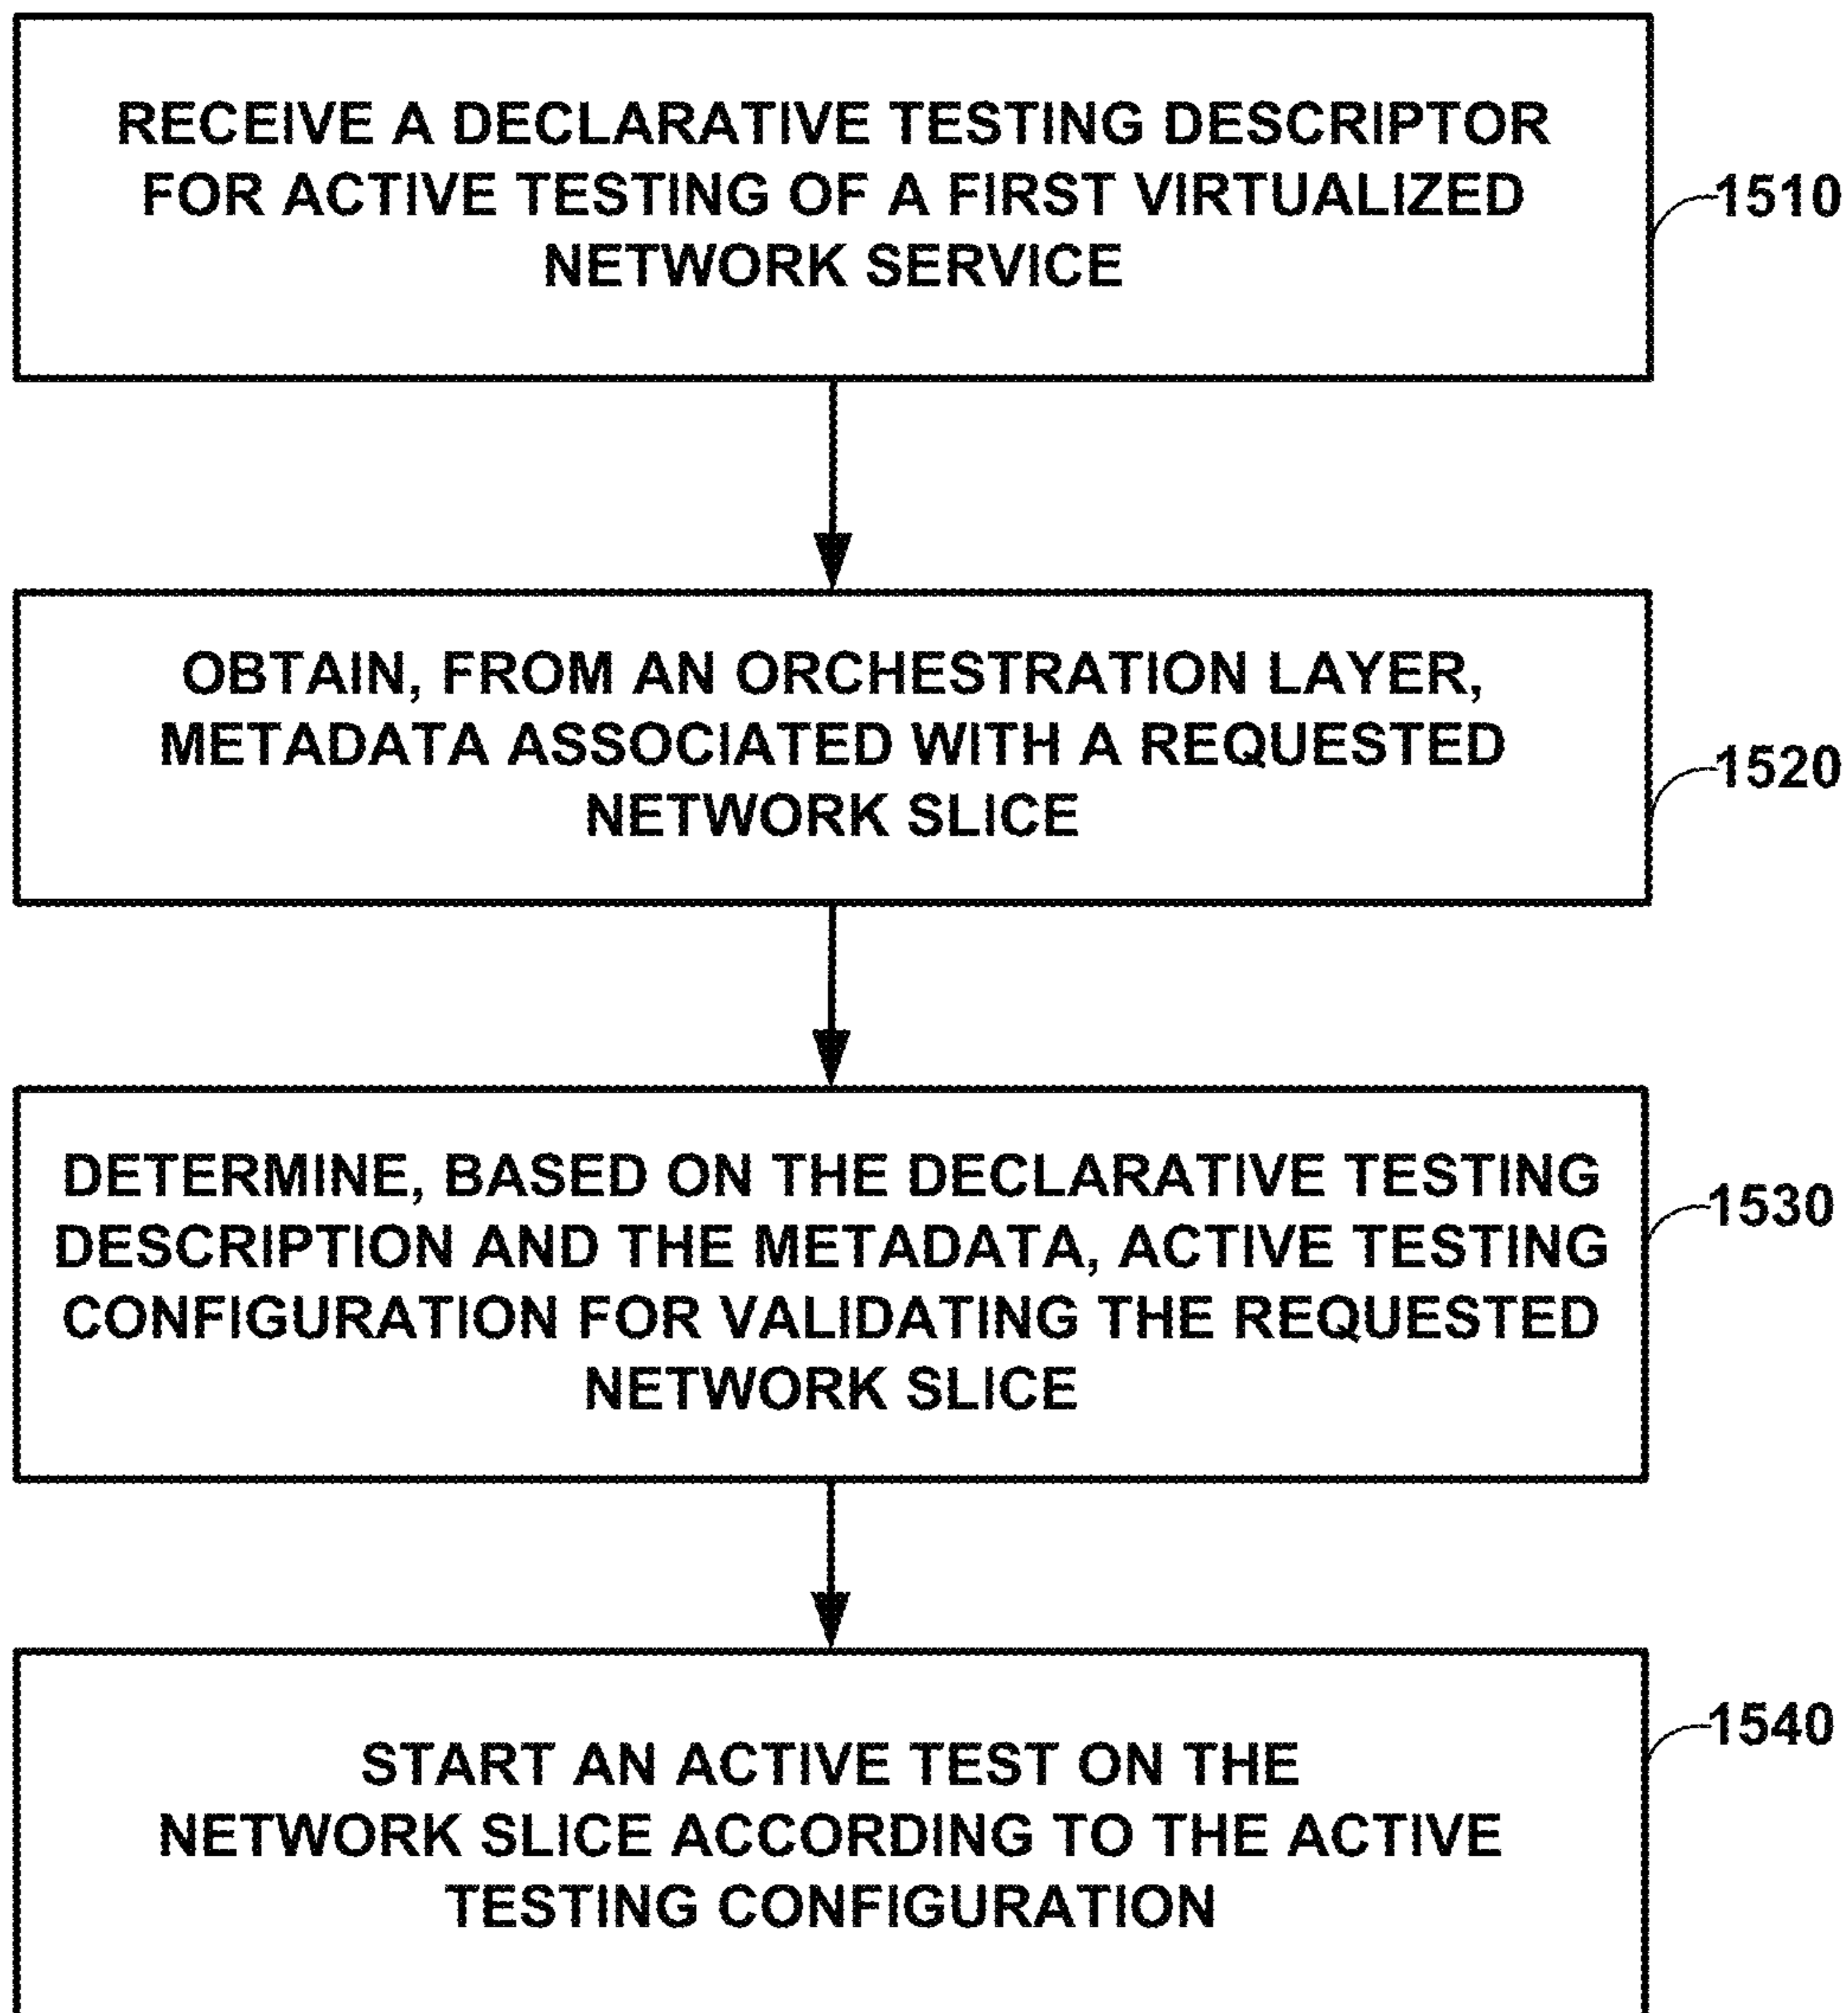 RECEIVE A DECLARATIVE TESTING DESCRIPTOR
FOR ACTIVE TESTING OF A FIRST VIRTUALIZED
NETWORK SERVICE
1510
OBTAIN, FROM AN ORCHESTRATION LAYER,
METADATA ASSOCIATED WITH A REQUESTED
NETWORK SLICE
1520
DETERMINE, BASED ON THE DECLARATIVE TESTING
DESCRIPTION AND THE METADATA, ACTIVE TESTING
CONFIGURATION FOR VALIDATING THE REQUESTED
NETWORK SLICE
1530
START AN ACTIVE TEST ON THE
NETWORK SLICE ACCORDING TO THE ACTIVE
TESTING CONFIGURATION
1540